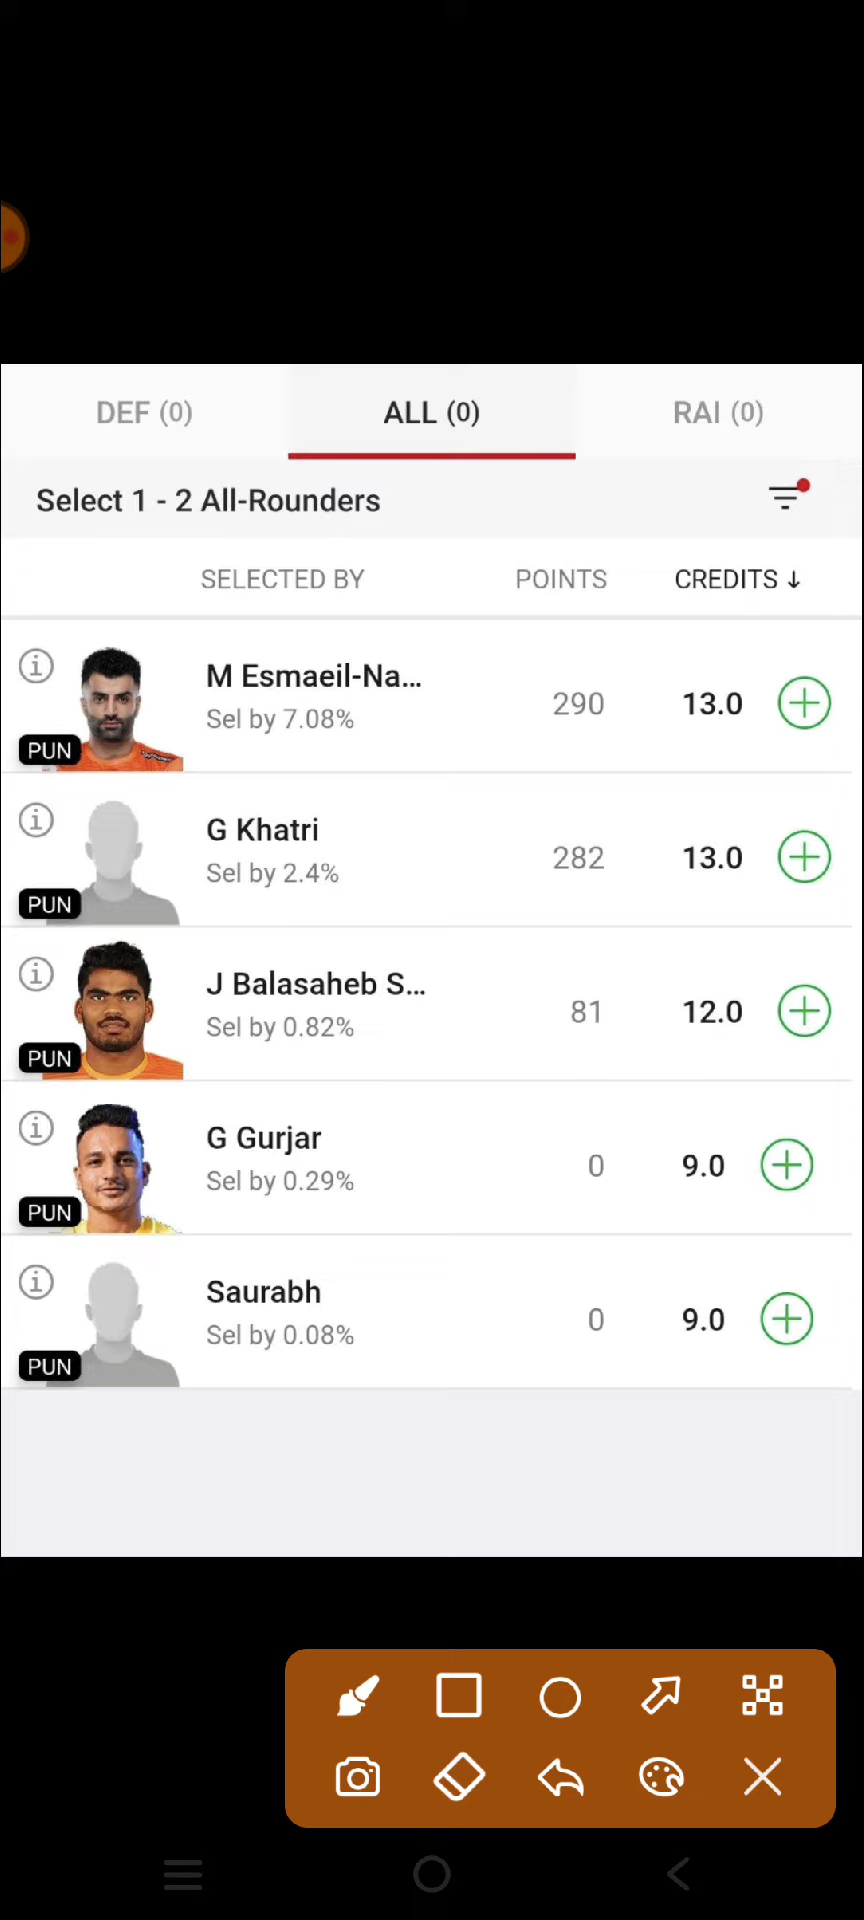 DEF (0) ALL (0) RAI (0)
Select 1 - 2 All-Rounders
SELECTED BY POINTS CREDITS ↓
M Esmaeil-Na...
Sel by 7.08%
290 13.0
PUN
G Khatri
Sel by 2.4%
282 13.0
PUN
J Balasaheb S...
Sel by 0.82%
81 12.0
PUN
G Gurjar
Sel by 0.29%
0 9.0
PUN
Saurabh
Sel by 0.08%
0 9.0
PUN